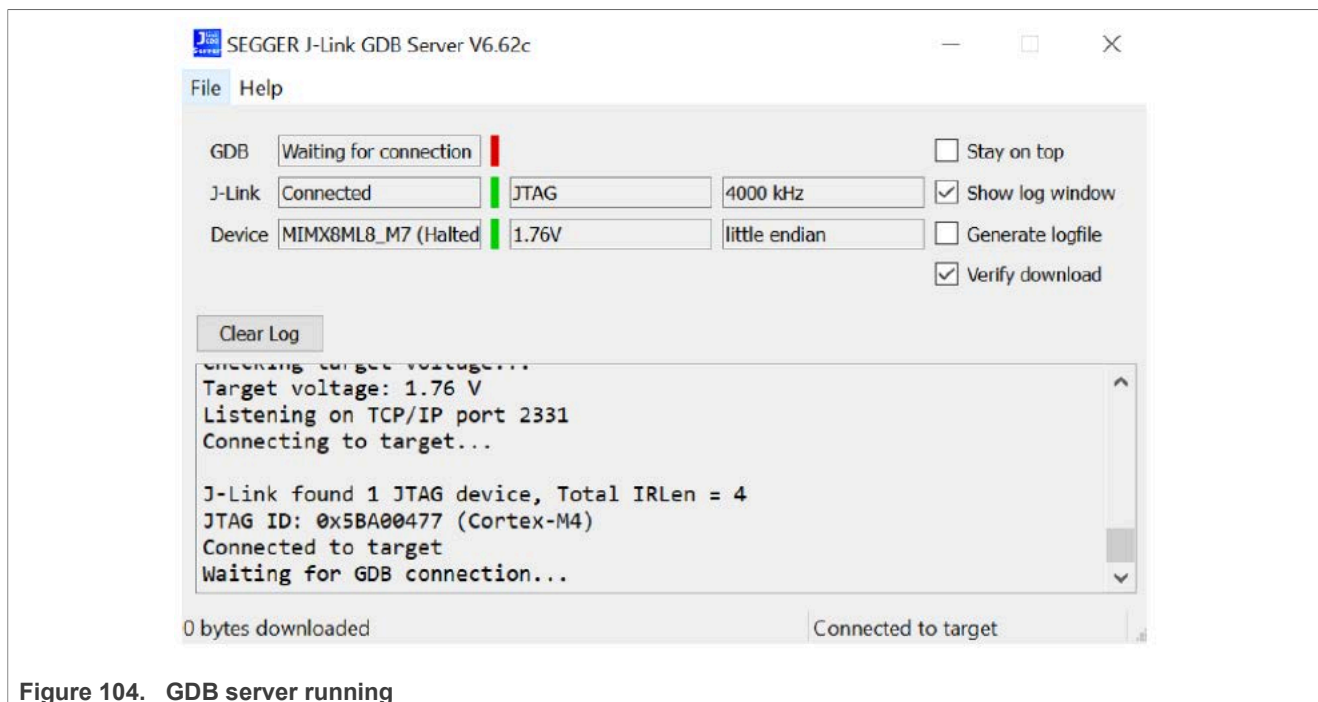 SEGGER J-Link GDB Server V6.62c
File Help
GDB Waiting for connection Stay on top
J-Link Connected JTAG 4000 kHz Show log window
Device MIMX8ML8_M7 (Halted 1.76V little endian Generate logfile
Verify download
Clear Log
Checking target voltage...
Target voltage: 1.76 V
Listening on TCP/IP port 2331
Connecting to target...
J-Link found 1 JTAG device, Total IRLen = 4
JTAG ID: 0x5BA00477 (Cortex-M4)
Connected to target
Waiting for GDB connection...
0 bytes downloaded Connected to target
Figure 104. GDB server running